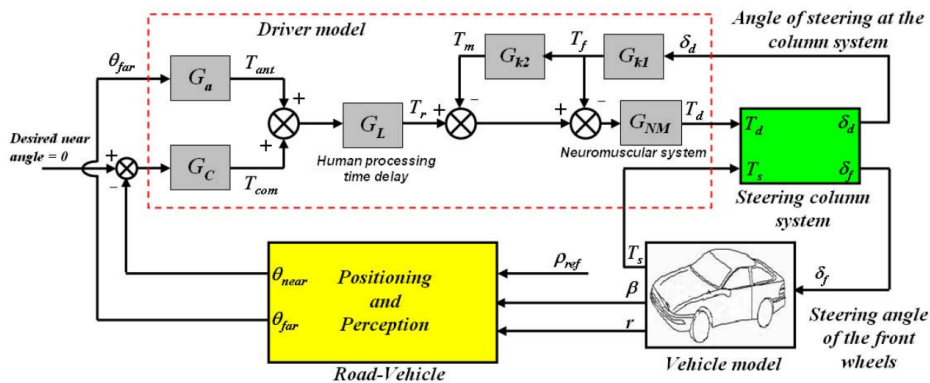 Driver model
Angle of steering at the
column system
θfar
Ga
Tant
Tm
Gk2
Tf
Gk1
δd
+
+
GL
Tr
+
−
+
−
GNM
Td
Human processing
time delay
Neuromuscular system
Desired near
angle = 0
+
−
GC
Tcom
Td
δd
Ts
δf
Steering column
system
θnear
θfar
Positioning
and
Perception
ρref
β
r
Ts
δf
Road-Vehicle
Vehicle model
Steering angle
of the front
wheels